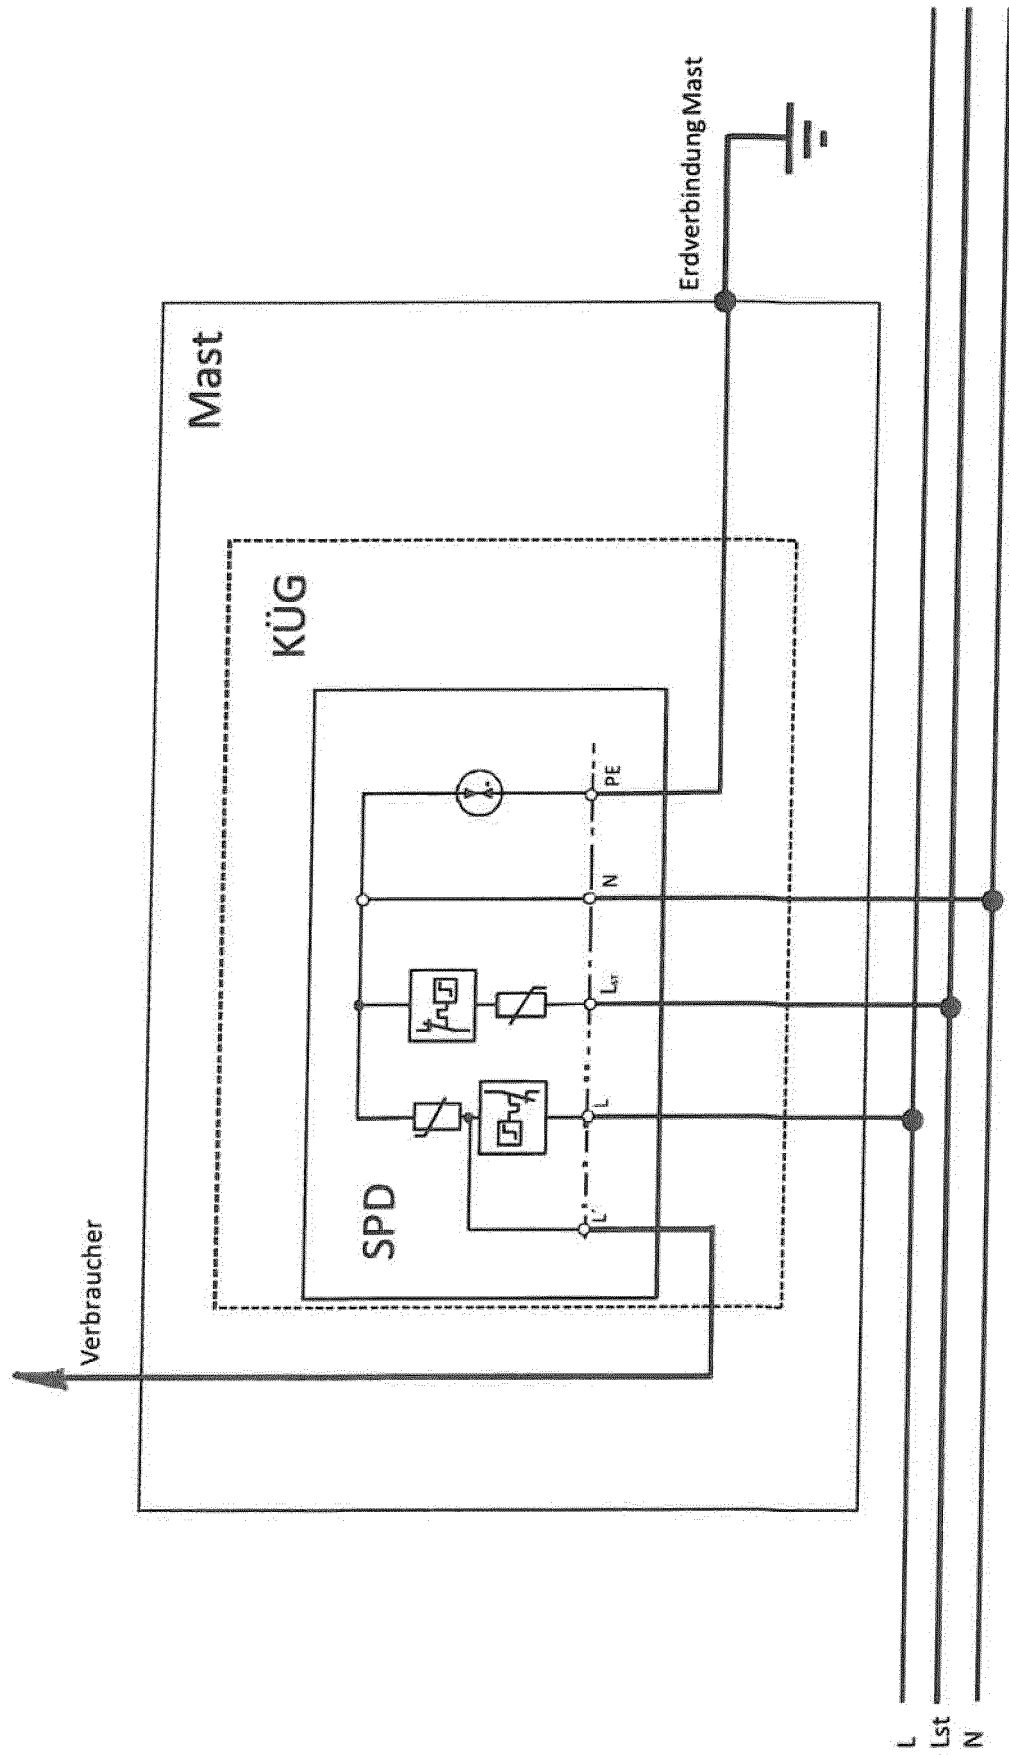 Verbraucher
Mast
Erdverbindung Mast
KÜG
SPD
L'
L
LST
N
PE
L
Lst
N